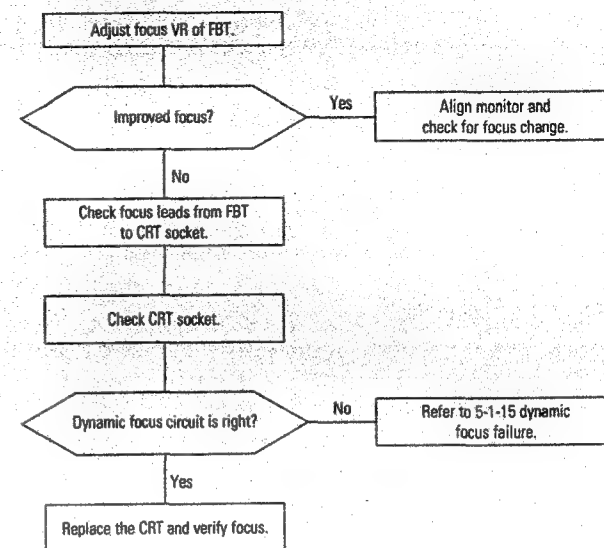 Adjust focus VR of FBT.
Improved focus?
Yes
Align monitor and
check for focus change.
No
Check focus leads from FBT
to CRT socket.
Check CRT socket.
Dynamic focus circuit is right?
No
Refer to 5-1-15 dynamic
focus failure.
Yes
Replace the CRT and verify focus.